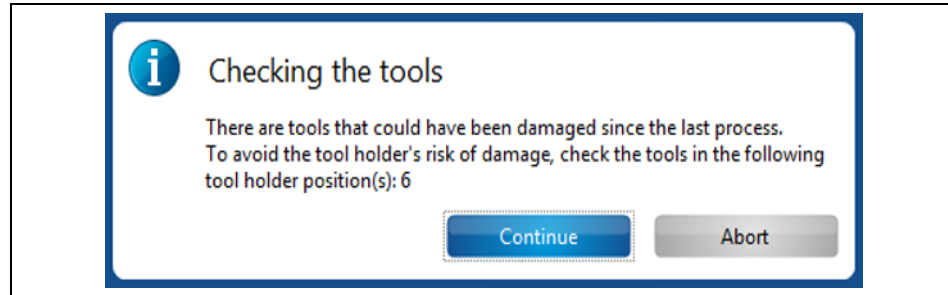 Checking the tools
There are tools that could have been damaged since the last process.
To avoid the tool holder's risk of damage, check the tools in the following
tool holder position(s): 6
Continue Abort